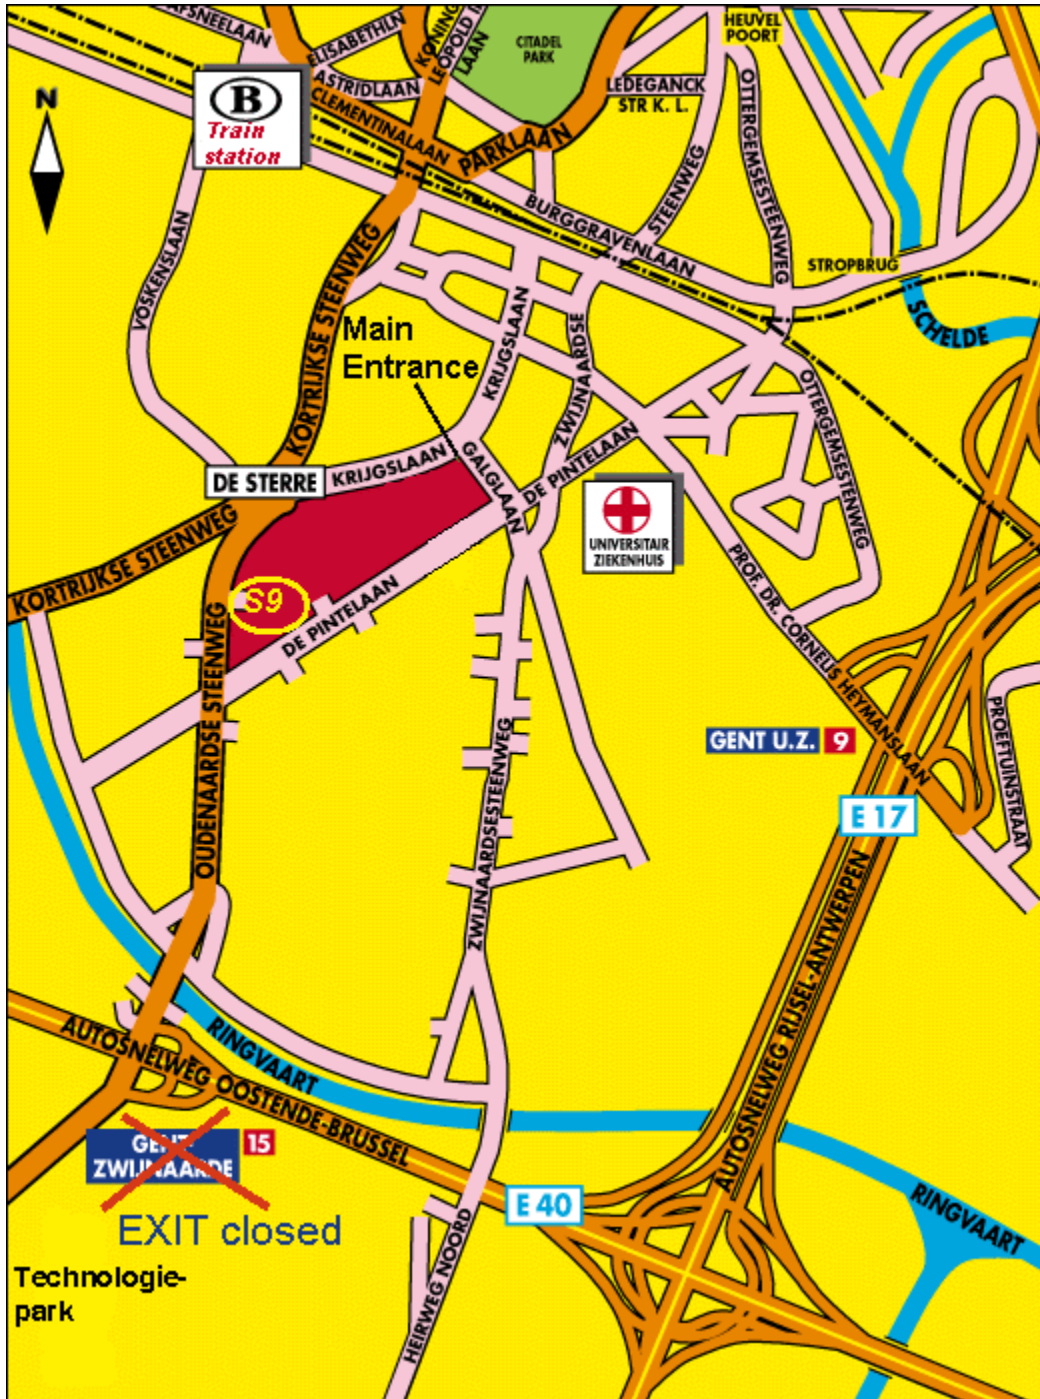 AFSNEELAAN
ELISABETHLN
KONING
LEOPOLD II
LAAN
CITADEL
PARK
HEUVEL
POORT
ASTRIDLAAN
CLEMENTINALAAN
PARKLAAN
LEDEGANCK
STR K. L.
OTTERGEMSESTEENWEG
N
B
Train
station
VOSKENSLAAN
KORTRIJKSE STEENWEG
BURGGRAVENLAAN
STEENWEG
STROPBRUG
SCHELDE
Main
Entrance
KRIJGSLAAN
ZWIJNAARDSE
OTTERGEMSESTEENWEG
DE STERRE
KRIJGSLAAN
GALGLAAN
DE PINTELAAN
UNIVERSITAIR
ZIEKENHUIS
KORTRIJKSE STEENWEG
S9
DE PINTELAAN
OUDENAARDSE STEENWEG
PROF. DR. CORNELIS HEYMANSLAAN
PROEFTUINSTRAAT
GENT U.Z. 9
E 17
ZWIJNAARDSESTEENWEG
AUTOSNELWEG RIJSEL-ANTWERPEN
RINGVAART
AUTOSNELWEG OOSTENDE-BRUSSEL
GENT-
ZWIJNAARDE
15
EXIT closed
E 40
RINGVAART
HEIRWEG NOORD
Technologie-
park